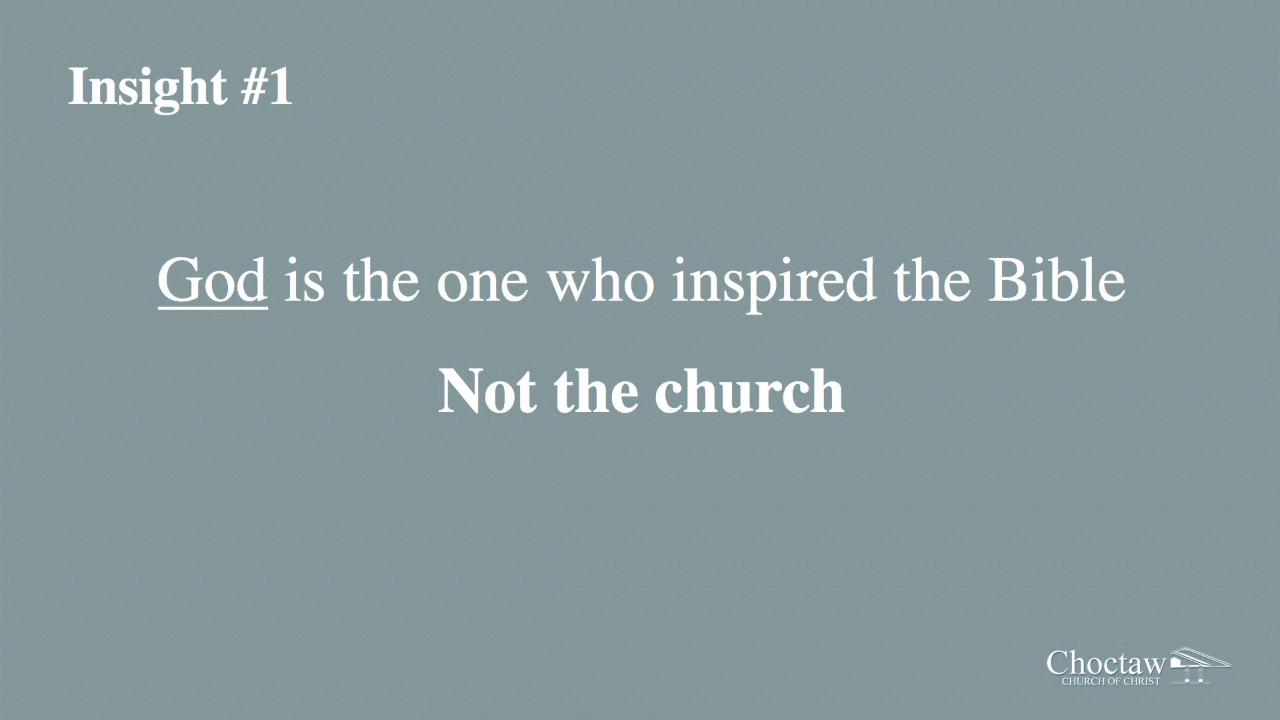 Insight #1
God is the one who inspired the Bible
Not the church
Choctaw
CHURCH OF CHRIST